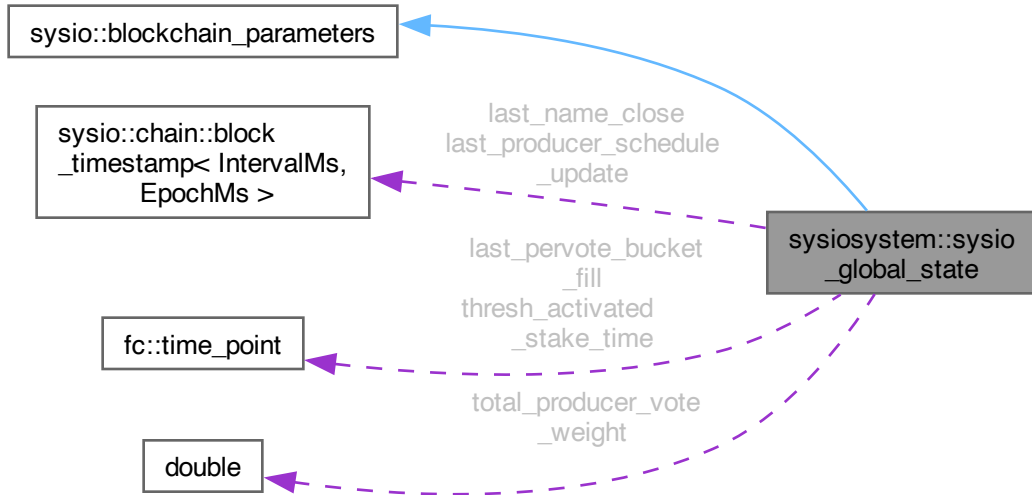 sysio::blockchain_parameters
sysio::chain::block
_timestamp< IntervalMs,
EpochMs >
last_name_close
last_producer_schedule
_update
sysiosystem::sysio
_global_state
last_pervote_bucket
_fill
thresh_activated
_stake_time
fc::time_point
total_producer_vote
_weight
double